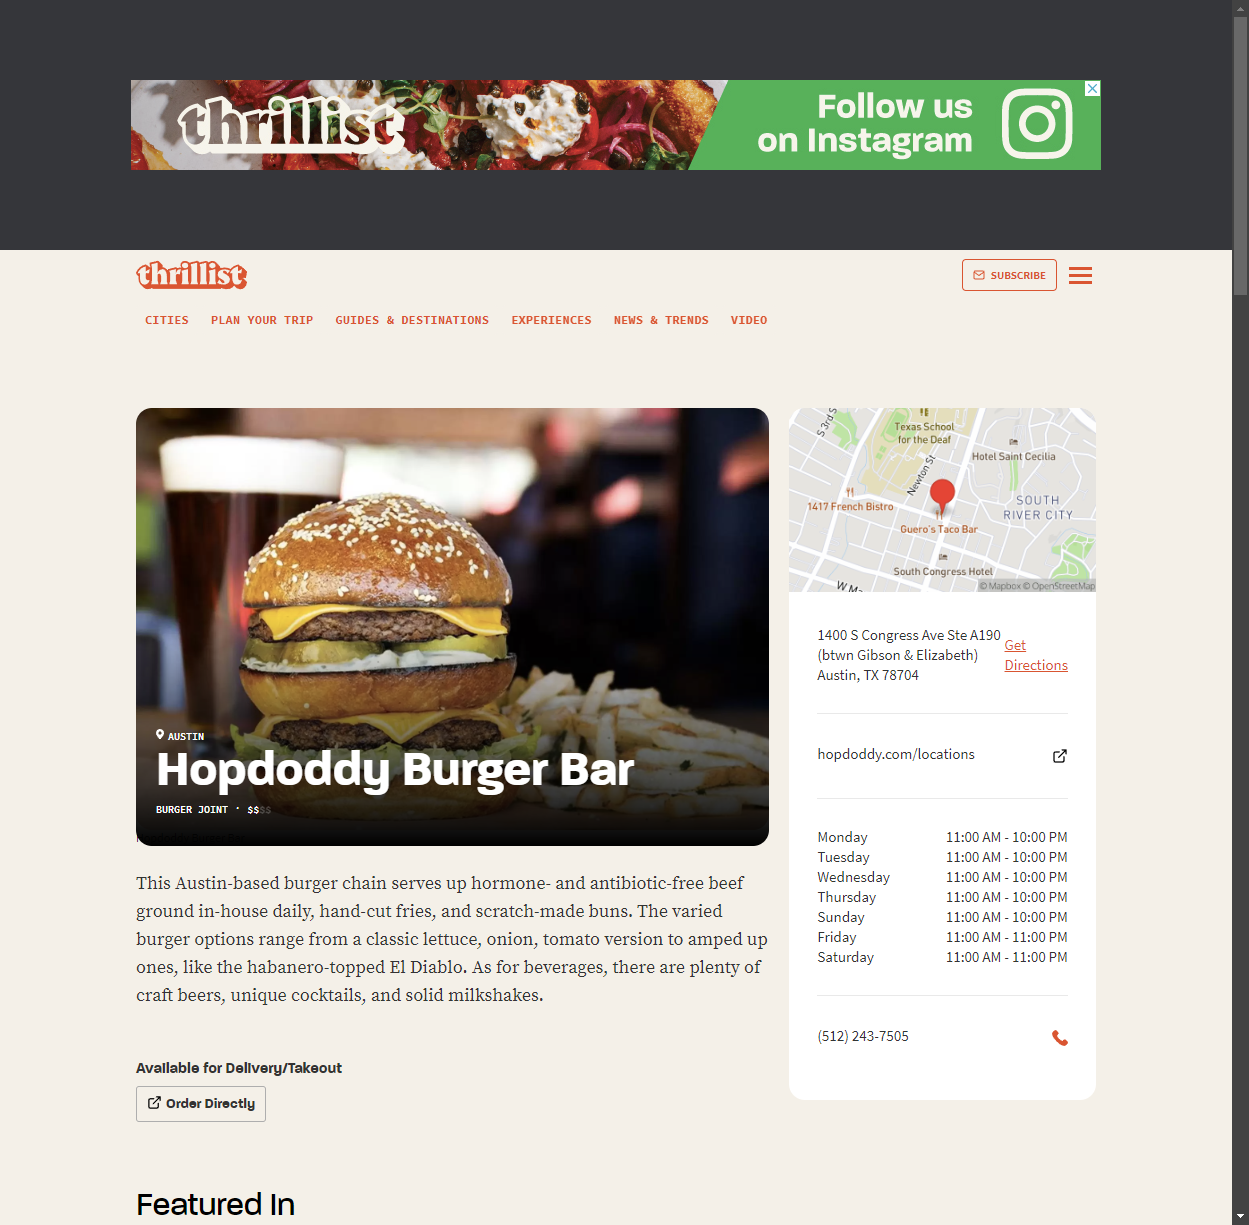 thrillist
Follow us
on Instagram
thrillist
SUBSCRIBE
CITIES
PLAN YOUR TRIP
GUIDES & DESTINATIONS
EXPERIENCES
NEWS & TRENDS
VIDEO
AUSTIN
Hopdoddy Burger Bar
BURGER JOINT · $$$$
This Austin-based burger chain serves up hormone- and antibiotic-free beef
ground in-house daily, hand-cut fries, and scratch-made buns. The varied
burger options range from a classic lettuce, onion, tomato version to amped up
ones, like the habanero-topped El Diablo. As for beverages, there are plenty of
craft beers, unique cocktails, and solid milkshakes.
Available for Delivery/Takeout
Order Directly
Featured In
S 3rd S
Texas School
for the Deaf
Newton St
Hotel Saint Cecilia
1417 French Bistro
SOUTH
RIVER CITY
Guero's Taco Bar
South Congress Hotel
W Ma
© Mapbox © OpenStreetMap
1400 S Congress Ave Ste A190
(btwn Gibson & Elizabeth)
Austin, TX 78704
Get
Directions
hopdoddy.com/locations
Monday 11:00 AM - 10:00 PM
Tuesday 11:00 AM - 10:00 PM
Wednesday 11:00 AM - 10:00 PM
Thursday 11:00 AM - 10:00 PM
Sunday 11:00 AM - 10:00 PM
Friday 11:00 AM - 11:00 PM
Saturday 11:00 AM - 11:00 PM
(512) 243-7505